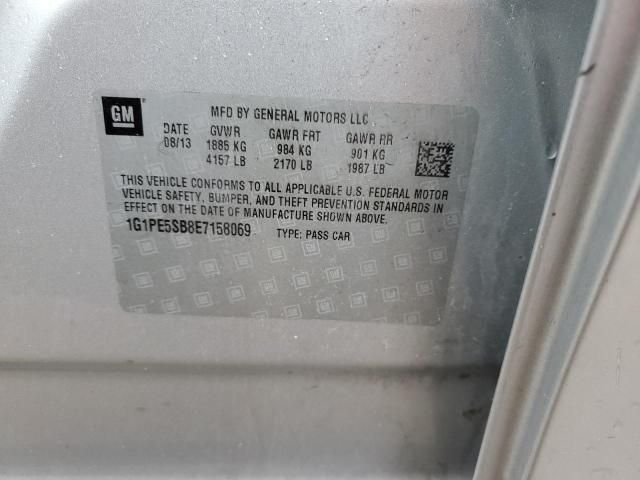 GM
MFD BY GENERAL MOTORS LLC
DATE GVWR GAWR FRT GAWR RR
08/13 1885 KG 984 KG 901 KG
4157 LB 2170 LB 1987 LB
THIS VEHICLE CONFORMS TO ALL APPLICABLE U.S. FEDERAL MOTOR
VEHICLE SAFETY, BUMPER, AND THEFT PREVENTION STANDARDS IN
EFFECT ON THE DATE OF MANUFACTURE SHOWN ABOVE.
1G1PE5SB8E7158069 TYPE: PASS CAR